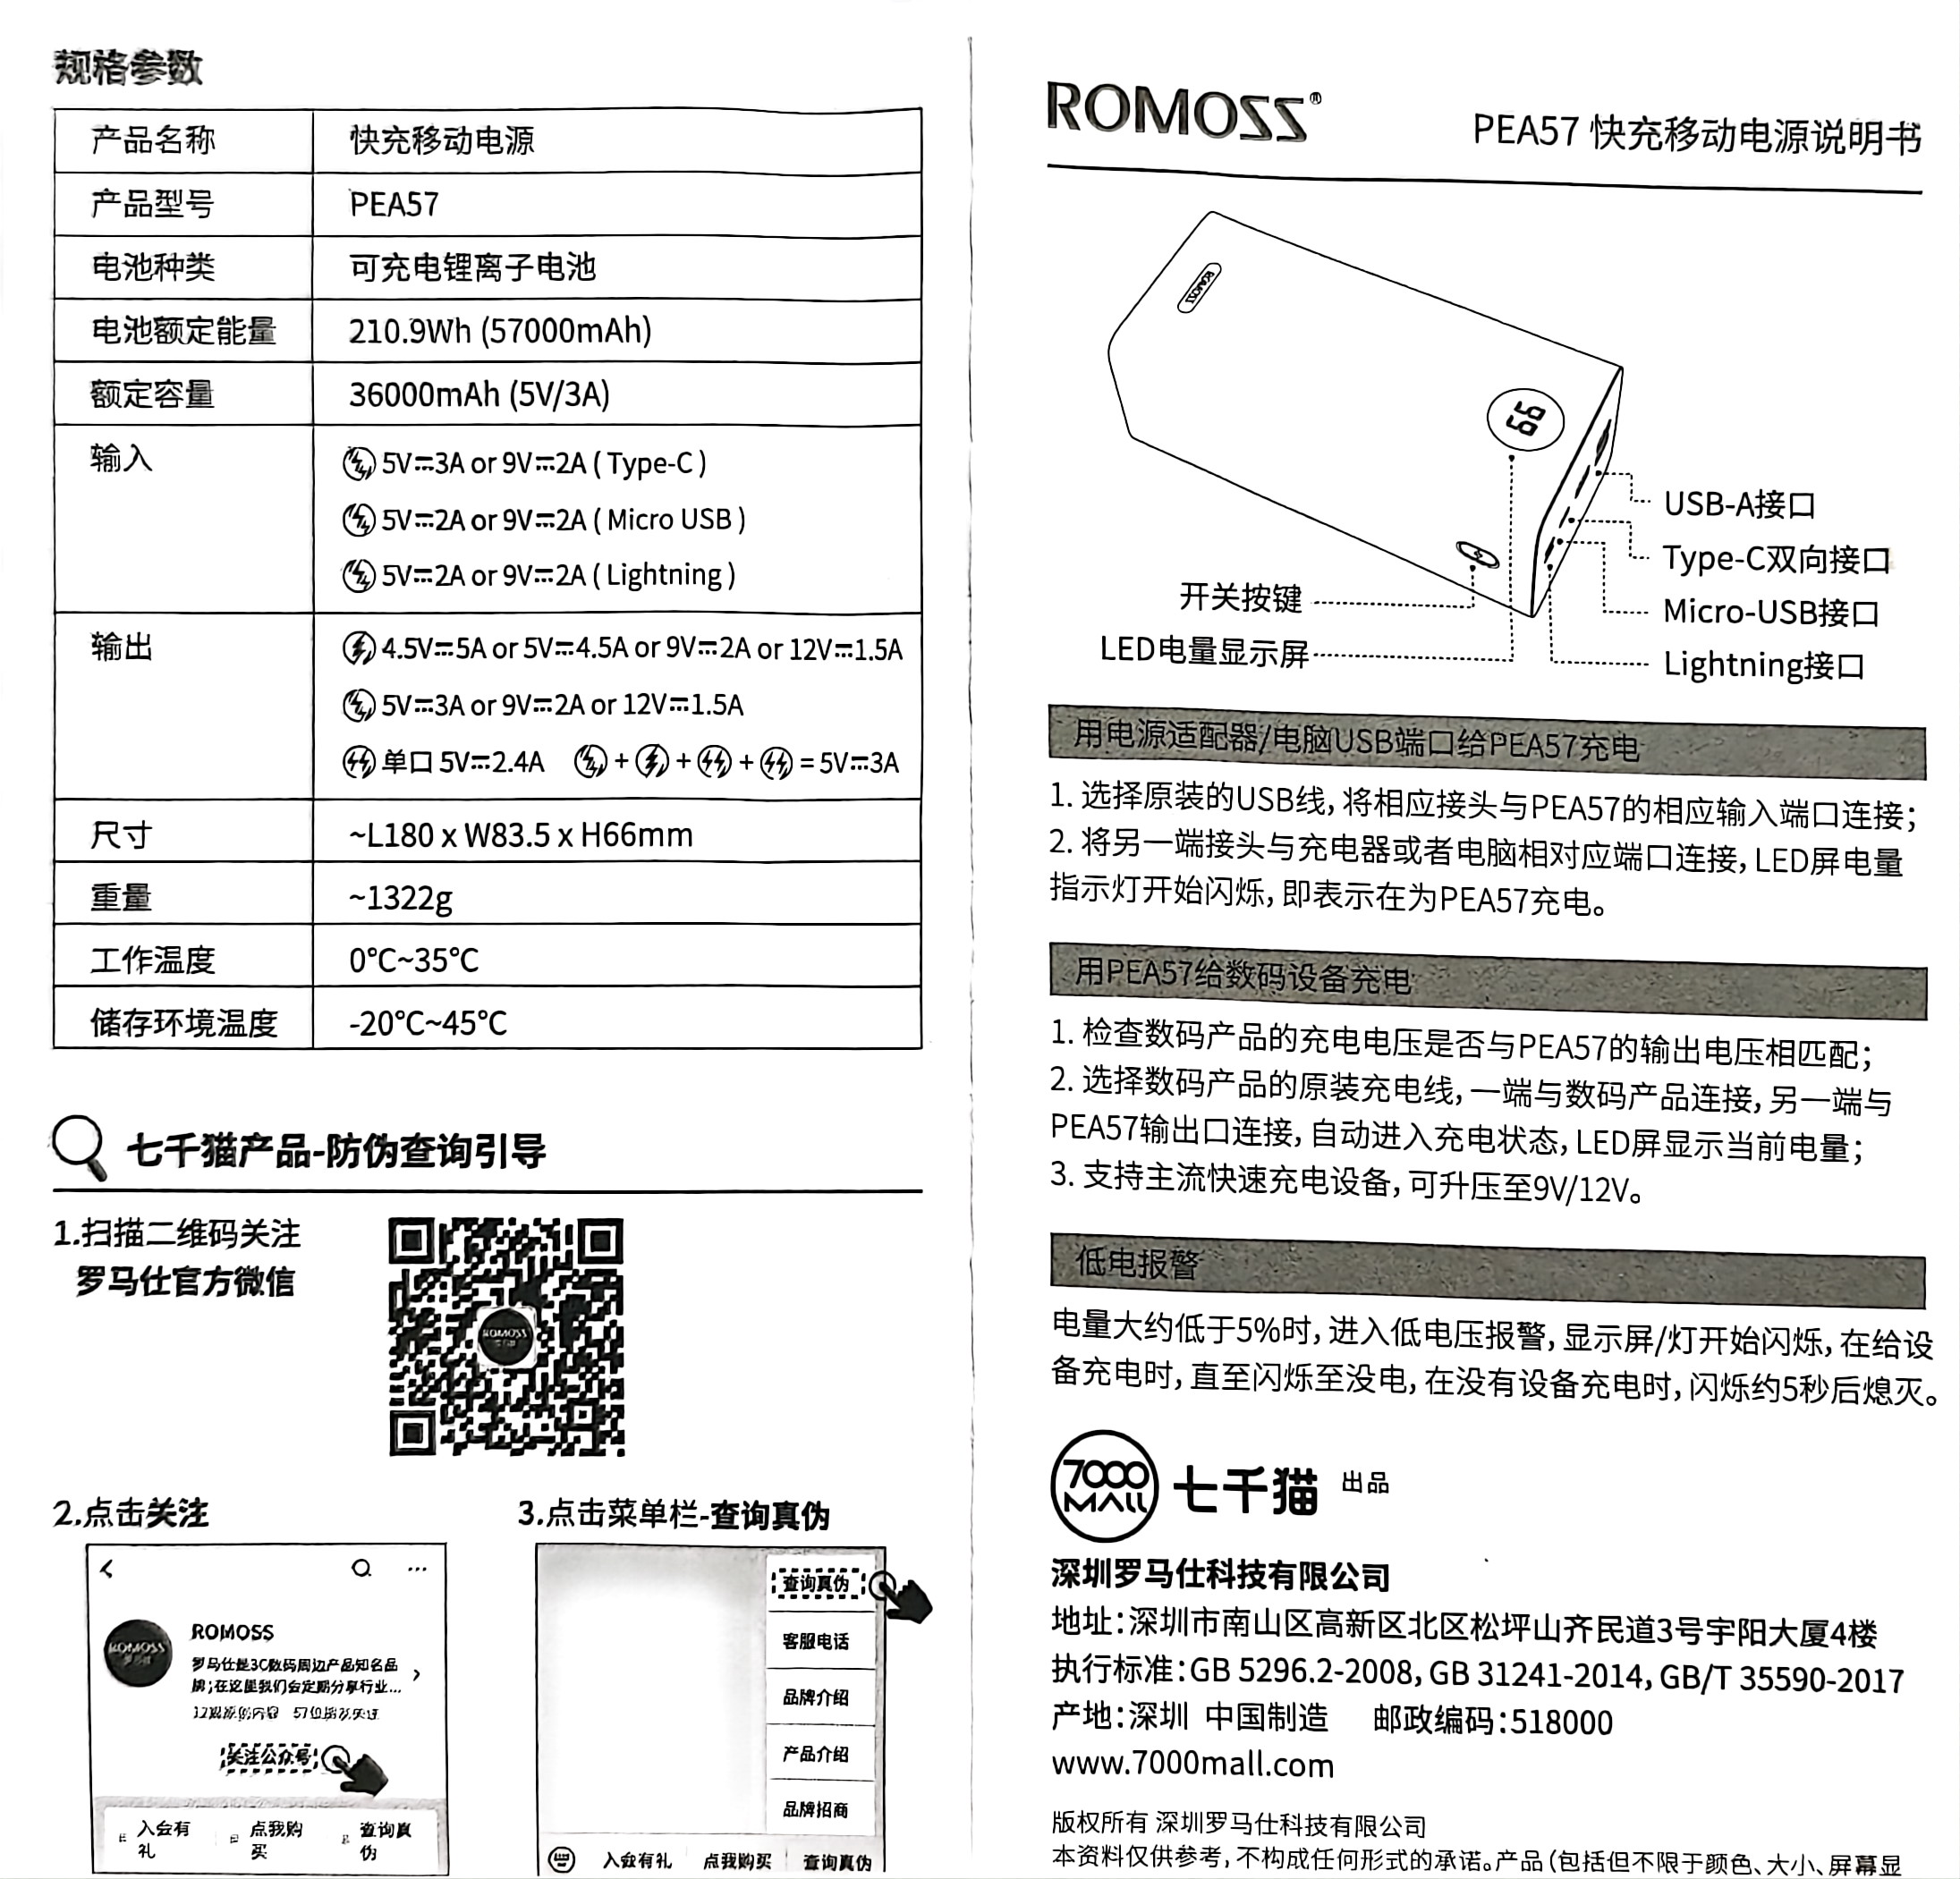 规格参数
产品名称 快充移动电源
产品型号 PEA57
电池种类 可充电锂离子电池
电池额定能量 210.9Wh (57000mAh)
额定容量 36000mAh (5V/3A)
输入 5V⎓3A or 9V⎓2A ( Type-C )
5V⎓2A or 9V⎓2A ( Micro USB )
5V⎓2A or 9V⎓2A ( Lightning )
输出 4.5V⎓5A or 5V⎓4.5A or 9V⎓2A or 12V⎓1.5A
5V⎓3A or 9V⎓2A or 12V⎓1.5A
单口 5V⎓2.4A + + + = 5V⎓3A
尺寸 ~L180 x W83.5 x H66mm
重量 ~1322g
工作温度 0°C~35°C
储存环境温度 -20°C~45°C
七千猫产品-防伪查询引导
1.扫描二维码关注
罗马仕官方微信
ROMOSS
2.点击关注
ROMOSS
ROMOSS
罗马仕是3C数码周边产品知名品
牌;在这里我们会定期分享行业...
关注公众号
入会有礼
点我购买
查询真伪
3.点击菜单栏-查询真伪
查询真伪
客服电话
品牌介绍
产品介绍
品牌招商
入会有礼 点我购买 查询真伪
ROMOSS®
PEA57 快充移动电源说明书
ROMOSS
65
USB-A接口
Type-C双向接口
Micro-USB接口
Lightning接口
开关按键
LED电量显示屏
用电源适配器/电脑USB端口给PEA57充电
1. 选择原装的USB线,将相应接头与PEA57的相应输入端口连接;
2. 将另一端接头与充电器或者电脑相对应端口连接,LED屏电量
指示灯开始闪烁,即表示在为PEA57充电。
用PEA57给数码设备充电
1. 检查数码产品的充电电压是否与PEA57的输出电压相匹配;
2. 选择数码产品的原装充电线,一端与数码产品连接,另一端与
PEA57输出口连接,自动进入充电状态,LED屏显示当前电量;
3. 支持主流快速充电设备,可升压至9V/12V。
低电报警
电量大约低于5%时,进入低电压报警,显示屏/灯开始闪烁,在给设
备充电时,直至闪烁至没电,在没有设备充电时,闪烁约5秒后熄灭。
7000
MALL
七千猫 出品
深圳罗马仕科技有限公司
地址:深圳市南山区高新区北区松坪山齐民道3号宇阳大厦4楼
执行标准:GB 5296.2-2008, GB 31241-2014, GB/T 35590-2017
产地:深圳 中国制造 邮政编码:518000
www.7000mall.com
版权所有 深圳罗马仕科技有限公司
本资料仅供参考,不构成任何形式的承诺。产品(包括但不限于颜色、大小、屏幕显